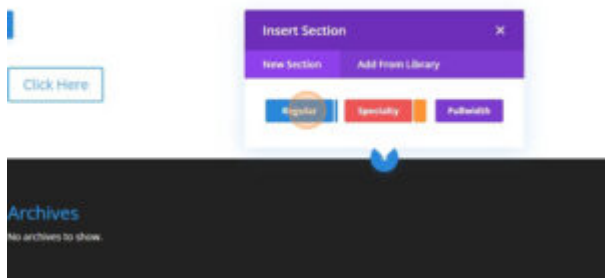 Insert Section
New Section Add From Library
Click Here
Regular Specialty Fullwidth
Archives
No archives to show.